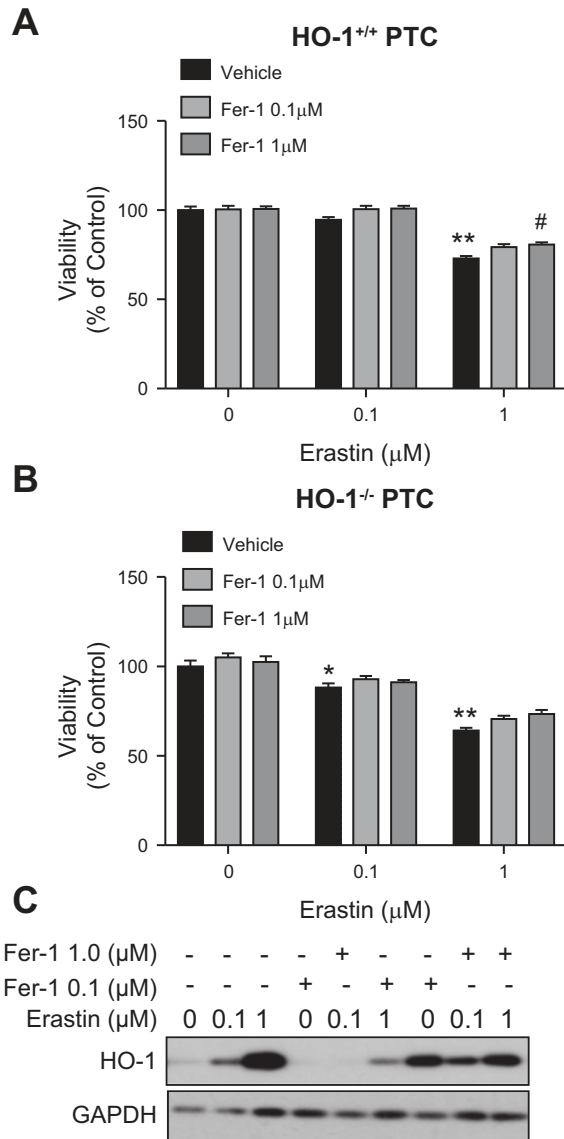 A
HO-1+/+ PTC
Vehicle
Fer-1 0.1μM
Fer-1 1μM
150
100
50
0
Viability
(% of Control)
**
#
0 0.1 1
Erastin (μM)
B
HO-1-/- PTC
Vehicle
Fer-1 0.1μM
Fer-1 1μM
150
100
50
0
Viability
(% of Control)
*
**
0 0.1 1
Erastin (μM)
C
Fer-1 1.0 (μM) - - - - + - - + +
Fer-1 0.1 (μM) - - - + - + + - -
Erastin (μM) 0 0.1 1 0 0.1 1 0 0.1 1
HO-1
GAPDH